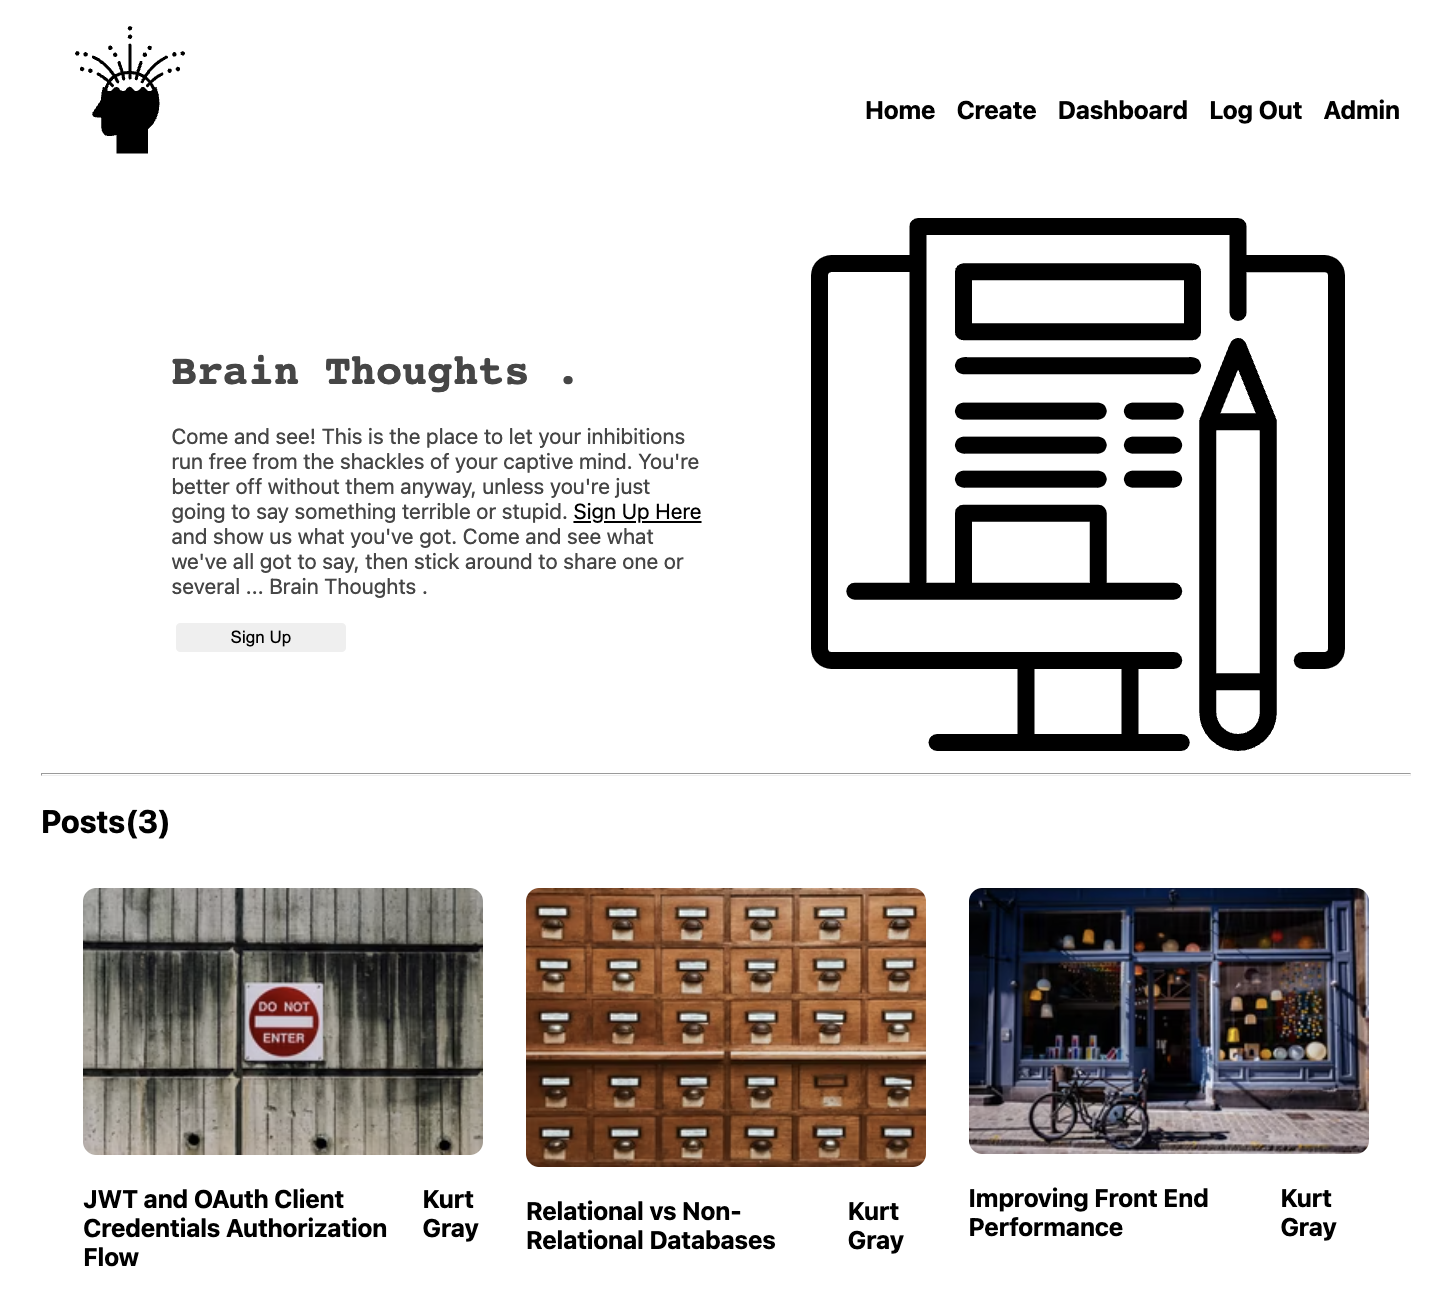 Home Create Dashboard Log Out Admin
Brain Thoughts .
Come and see! This is the place to let your inhibitions
run free from the shackles of your captive mind. You're
better off without them anyway, unless you're just
going to say something terrible or stupid. Sign Up Here
and show us what you've got. Come and see what
we've all got to say, then stick around to share one or
several ... Brain Thoughts .
Sign Up
Posts(3)
DO NOT
ENTER
JWT and OAuth Client
Credentials Authorization
Flow
Kurt
Gray
Relational vs Non-
Relational Databases
Kurt
Gray
Improving Front End
Performance
Kurt
Gray